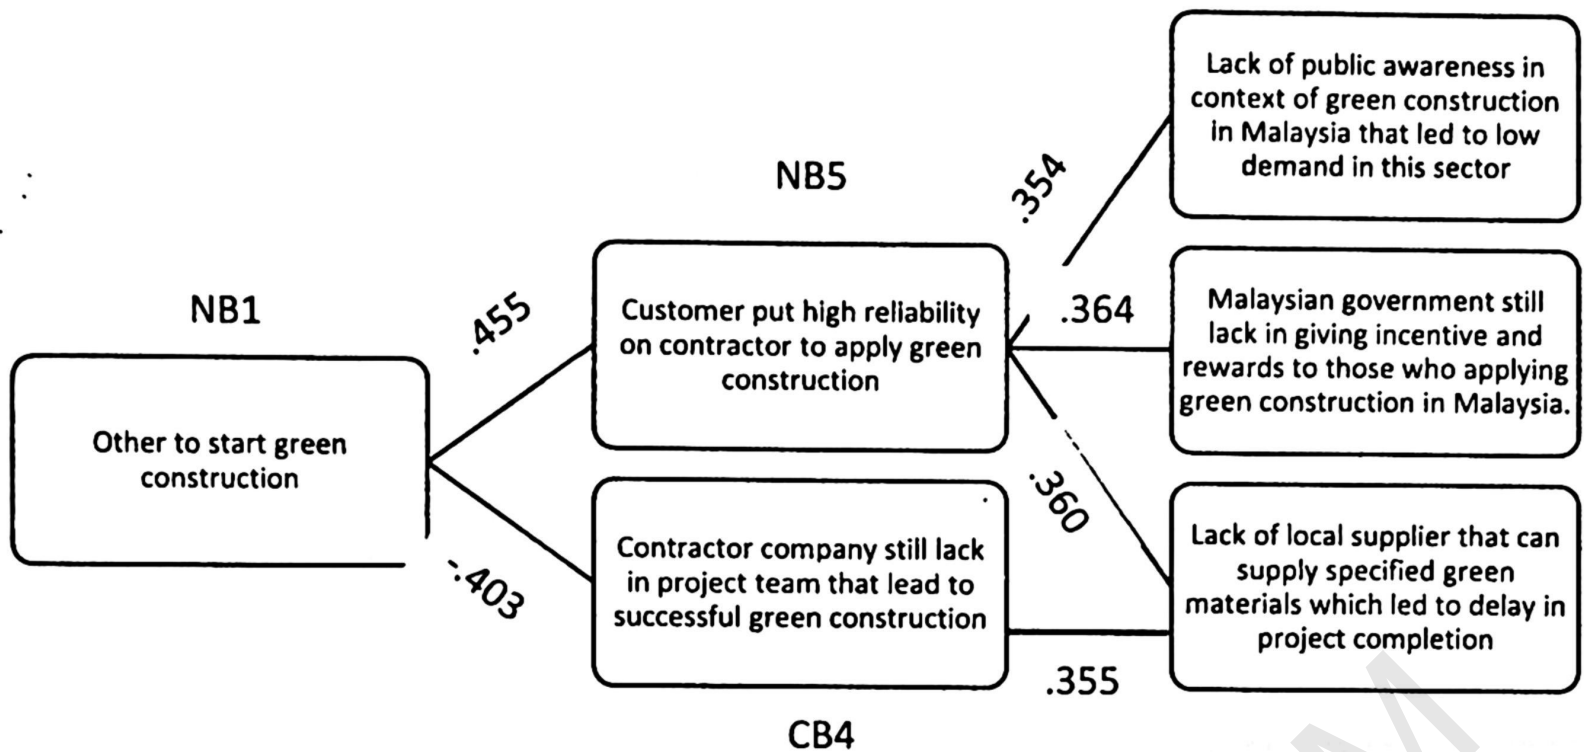 NB1
Other to start green
construction
.455
-.403
NB5
Customer put high reliability
on contractor to apply green
construction
Contractor company still lack
in project team that lead to
successful green construction
CB4
.354
.364
.360
.355
Lack of public awareness in
context of green construction
in Malaysia that led to low
demand in this sector
Malaysian government still
lack in giving incentive and
rewards to those who applying
green construction in Malaysia.
Lack of local supplier that can
supply specified green
materials which led to delay in
project completion
M